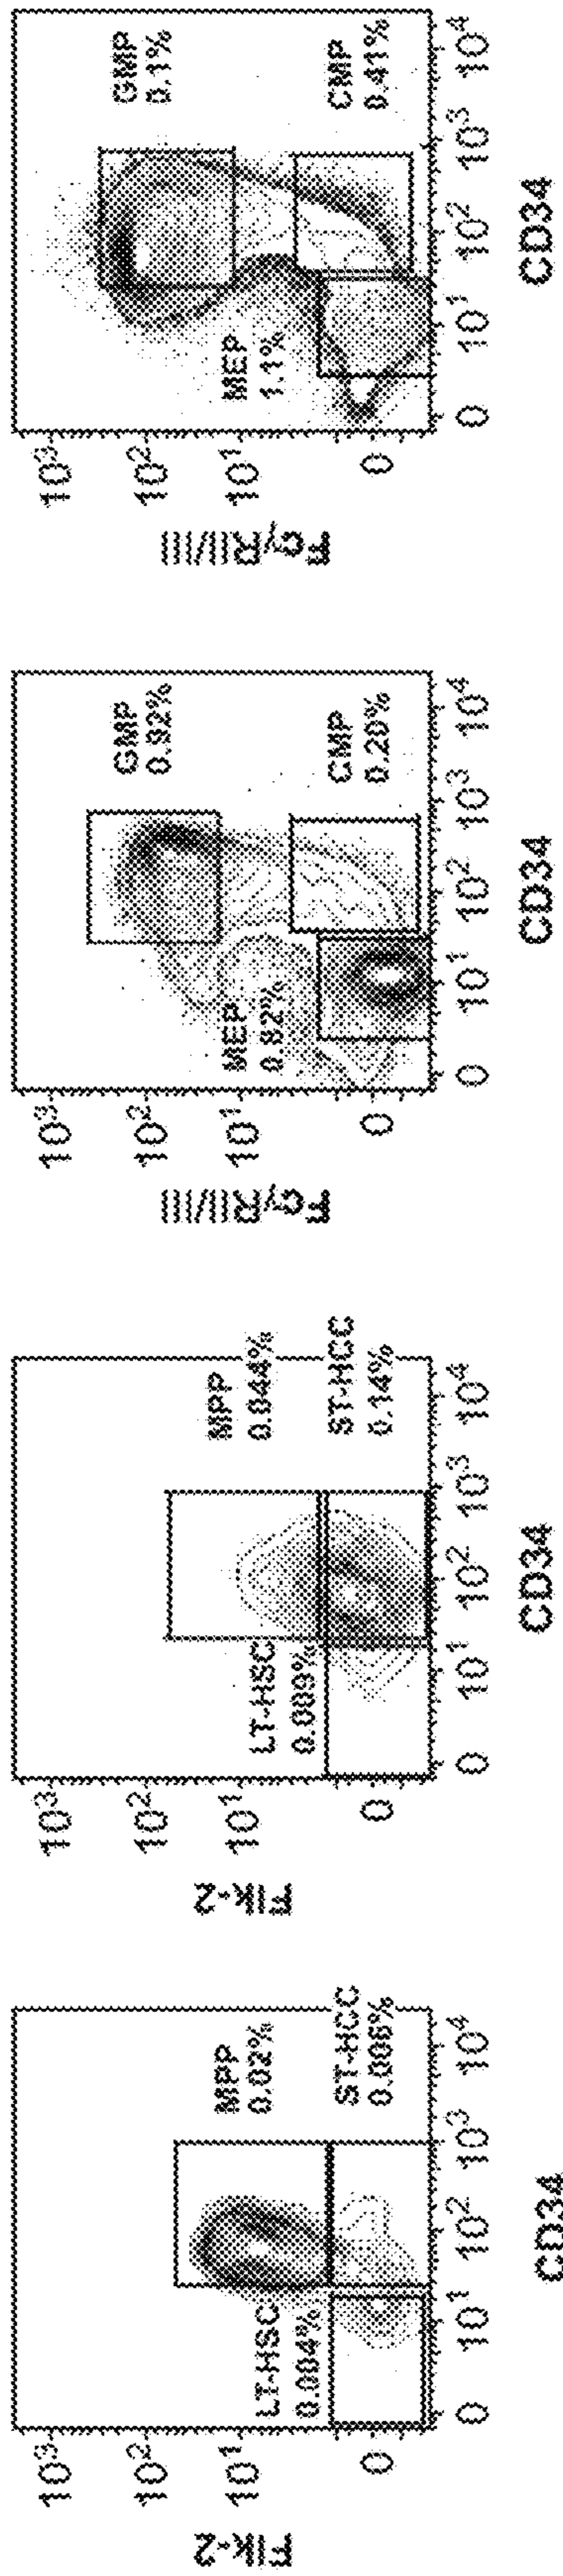 Flk-2
10³
10²
10¹
0
LT-HSC
0.004%
MPP
0.02%
ST-HCC
0.006%
0 10¹ 10² 10³ 10⁴
CD34
Flk-2
10³
10²
10¹
0
LT-HSC
0.009%
MPP
0.044%
ST-HCC
0.14%
0 10¹ 10² 10³ 10⁴
CD34
FcγRII/III
10³
10²
10¹
0
MEP
0.82%
GMP
0.92%
CMP
0.20%
0 10¹ 10² 10³ 10⁴
CD34
FcγRII/III
10³
10²
10¹
0
MEP
1.1%
GMP
0.1%
CMP
0.41%
0 10¹ 10² 10³ 10⁴
CD34